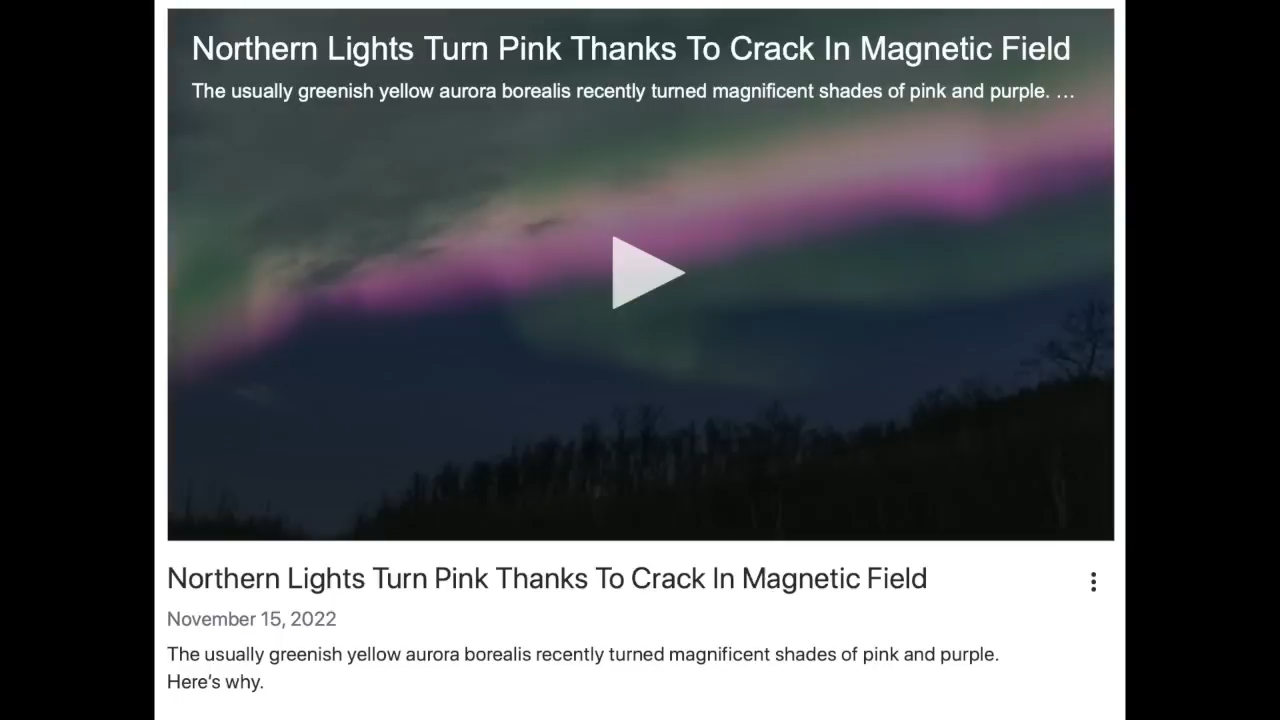 Northern Lights Turn Pink Thanks To Crack In Magnetic Field
The usually greenish yellow aurora borealis recently turned magnificent shades of pink and purple. …
Northern Lights Turn Pink Thanks To Crack In Magnetic Field
November 15, 2022
The usually greenish yellow aurora borealis recently turned magnificent shades of pink and purple.
Here’s why.